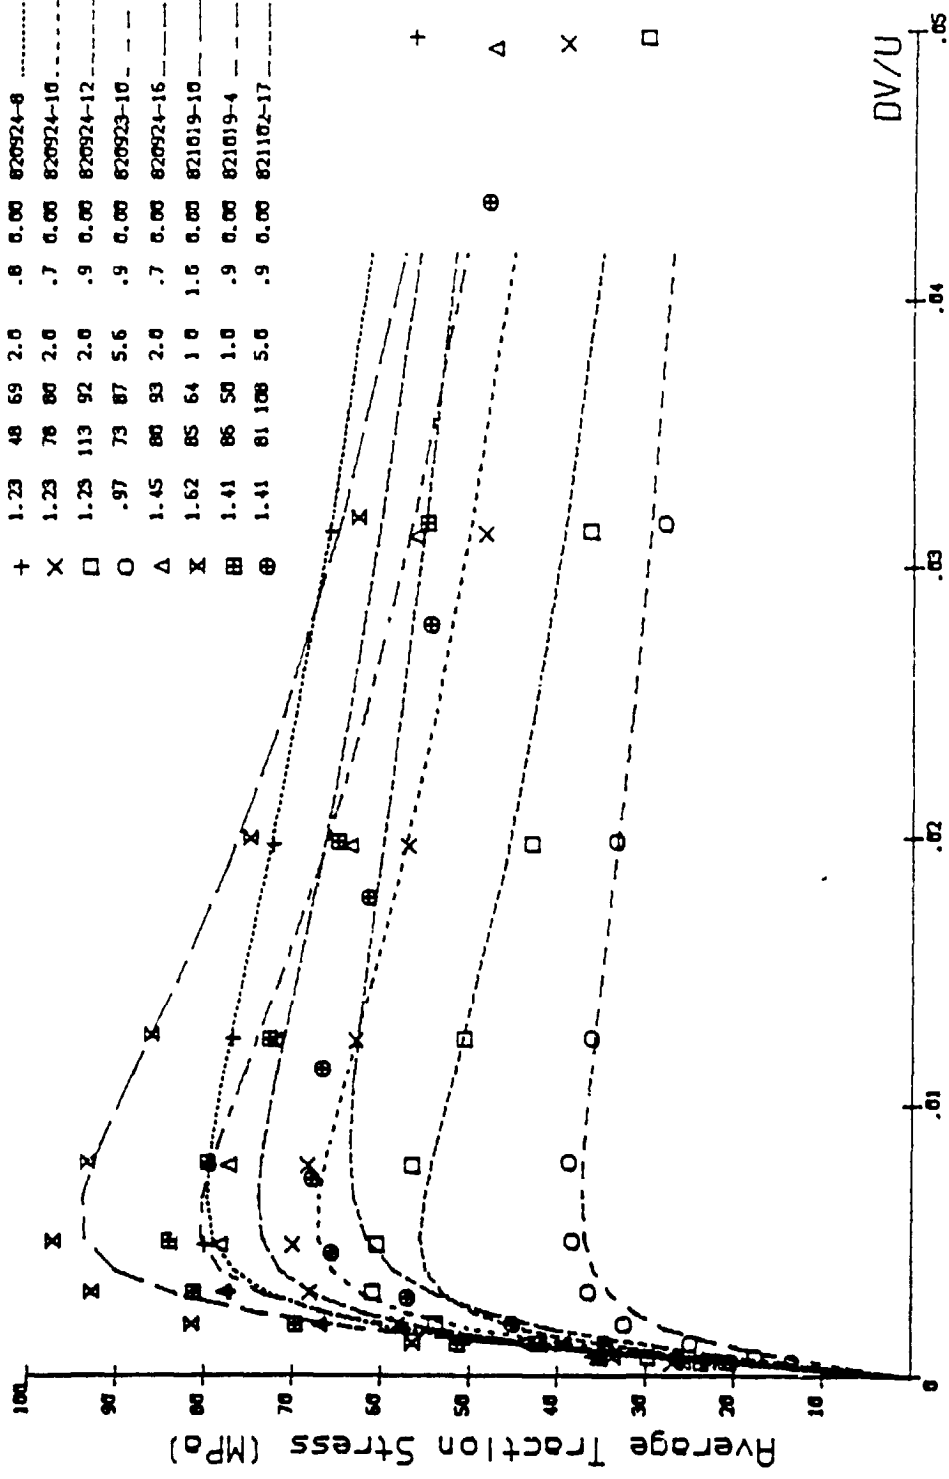 + 1.23 48 69 2.0 .8 0.00 820924-8
× 1.23 78 80 2.0 .7 0.00 820924-10
□ 1.23 113 92 2.0 .9 0.00 820924-12
○ .97 73 87 5.6 .9 0.00 820923-10
△ 1.45 80 93 2.0 .7 0.00 820924-16
1.62 85 64 1 0 1.0 0.00 821019-10
1.41 86 50 1.0 .9 0.00 821019-4
⊕ 1.41 81 108 5.0 .9 0.00 821102-17
Average Traction Stress (MPa)
100
90
80
70
60
50
40
30
20
10
0
.01
.02
.03
.04
.05
DV/U